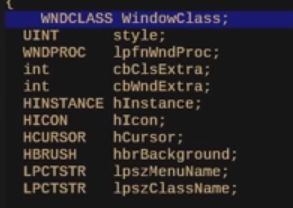 {
WNDCLASS WindowClass;
UINT style;
WNDPROC lpfnWndProc;
int cbClsExtra;
int cbWndExtra;
HINSTANCE hInstance;
HICON hIcon;
HCURSOR hCursor;
HBRUSH hbrBackground;
LPCTSTR lpszMenuName;
LPCTSTR lpszClassName;